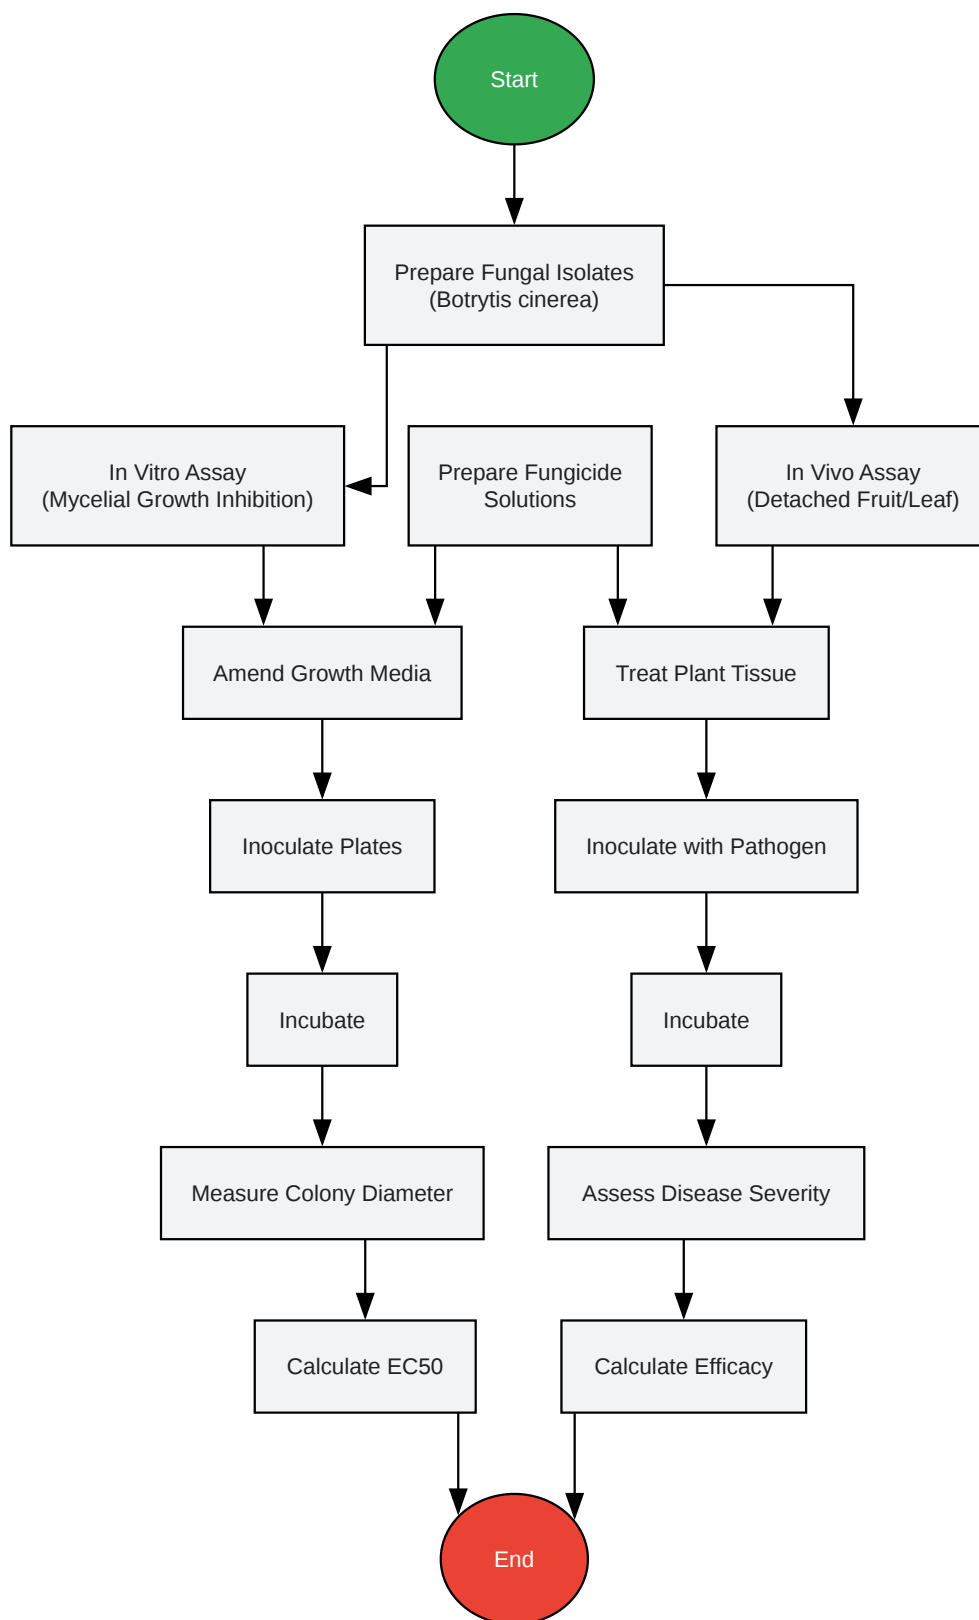 Start
Prepare Fungal Isolates
(Botrytis cinerea)
In Vitro Assay
(Mycelial Growth Inhibition)
Prepare Fungicide
Solutions
In Vivo Assay
(Detached Fruit/Leaf)
Amend Growth Media
Treat Plant Tissue
Inoculate Plates
Inoculate with Pathogen
Incubate
Incubate
Measure Colony Diameter
Assess Disease Severity
Calculate EC50
Calculate Efficacy
End